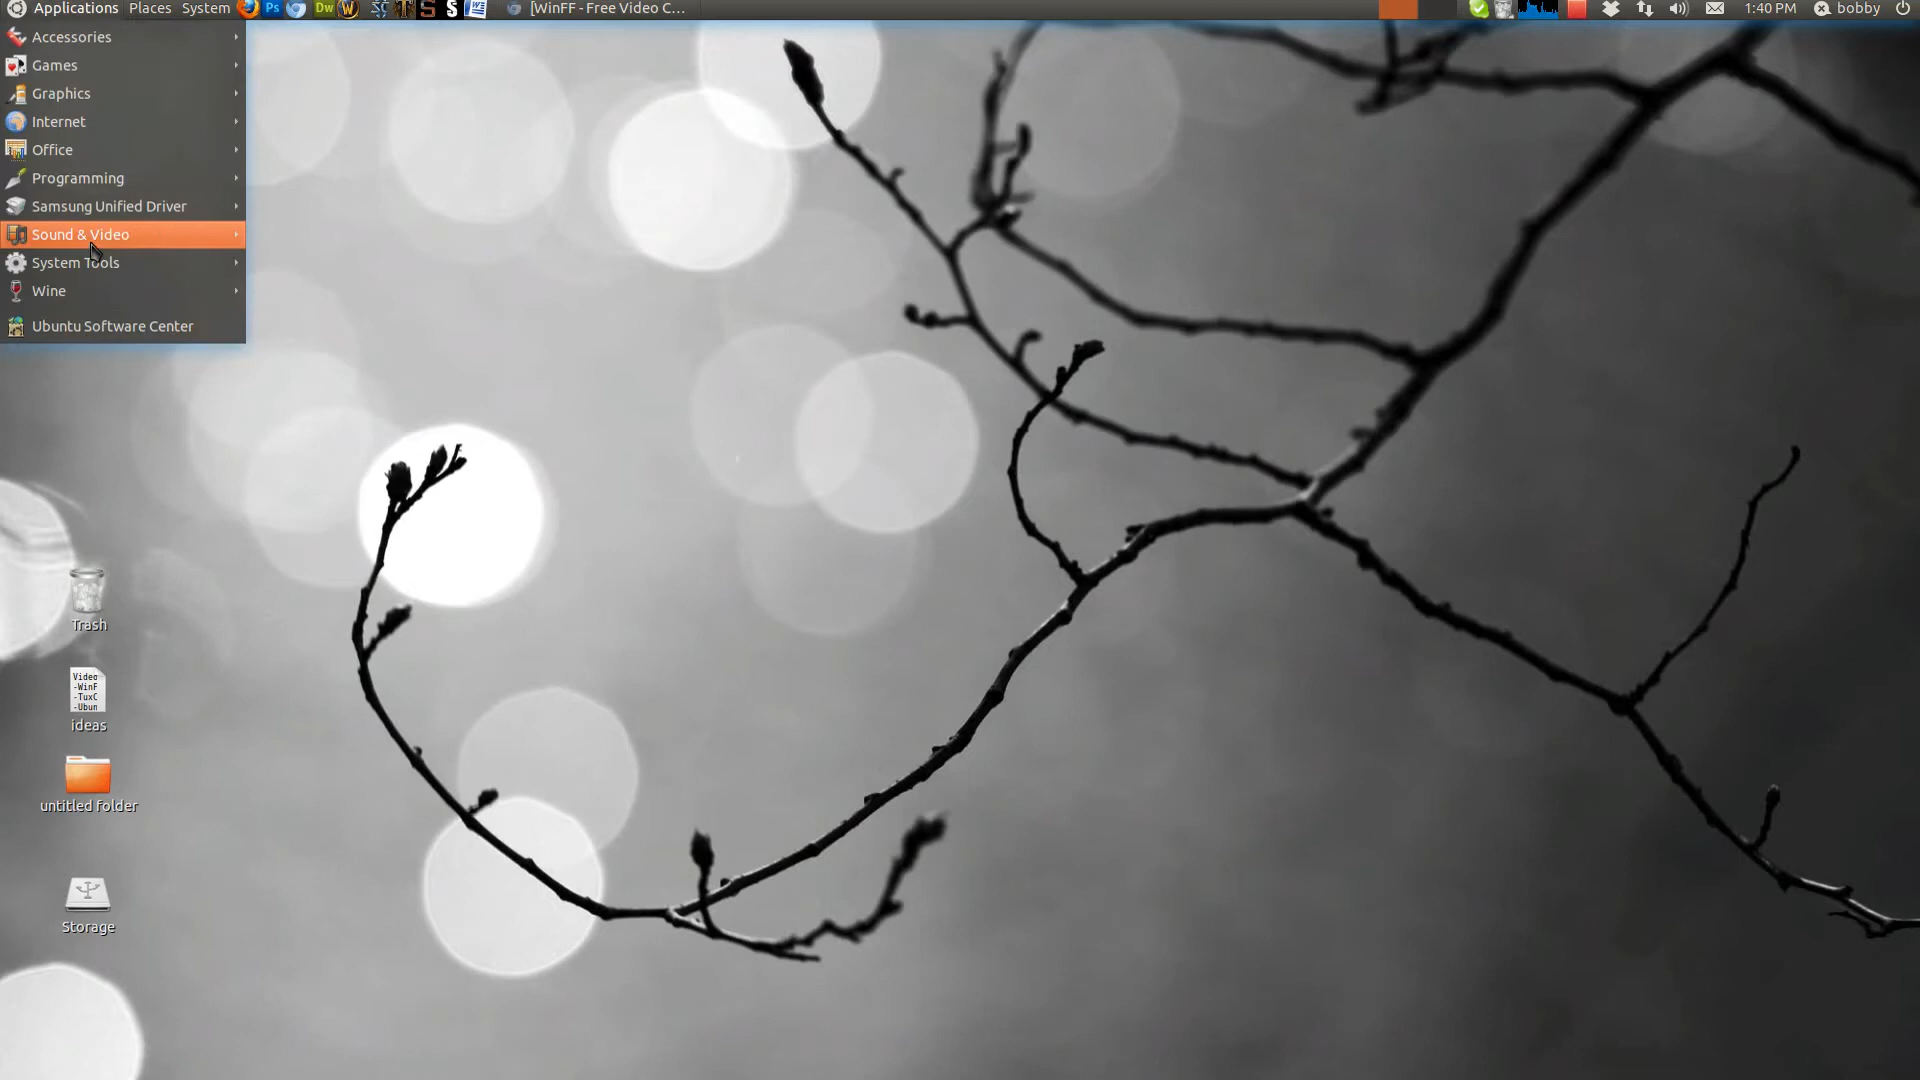 Applications Places System Ps Dw W S S W [WinFF - Free Video C... 1:40 PM bobby
Accessories
Games
Graphics
Internet
Office
Programming
Samsung Unified Driver
Sound & Video
System Tools
Wine
Ubuntu Software Center
Trash
Video
-WinF
-TuxC
-Ubun
ideas
untitled folder
Storage